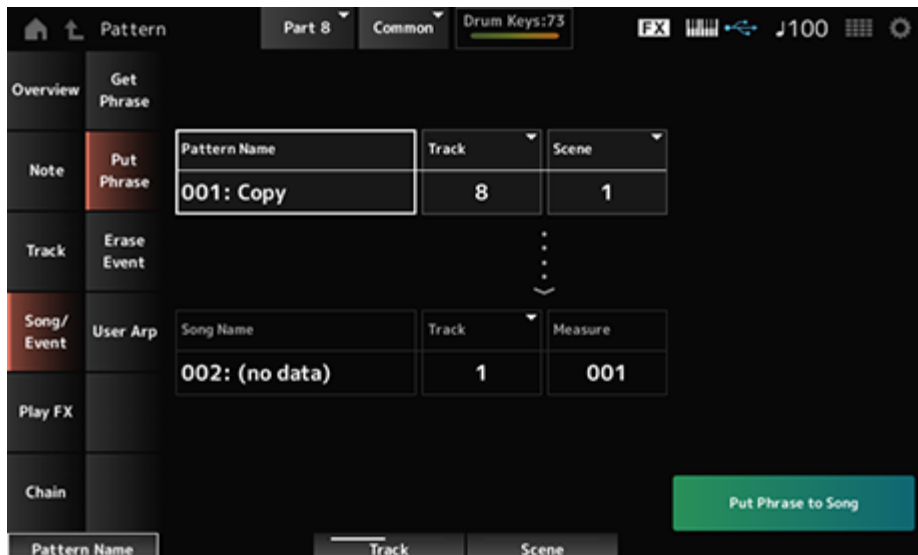 Pattern
Part 8
Common
Drum Keys:73
FX
♩100
Overview
Get
Phrase
Note
Put
Phrase
Pattern Name
Track
Scene
001: Copy
8
1
Track
Erase
Event
Song/
Event
User Arp
Song Name
Track
Measure
002: (no data)
1
001
Play FX
Chain
Put Phrase to Song
Pattern Name
Track
Scene